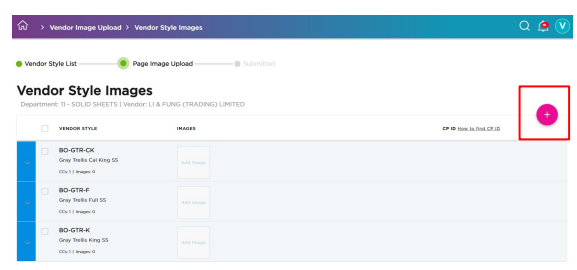 > Vendor Image Upload > Vendor Style Images
V
Vendor Style List Page Image Upload Submitted
Vendor Style Images
Department: 11 - SOLID SHEETS | Vendor: LI & FUNG (TRADING) LIMITED
+
VENDOR STYLE IMAGES CP ID How to find CP ID
BO-GTR-CK
Gray Trellis Cal King SS
Add Image
CCs: 1 | Images: 0
BO-GTR-F
Gray Trellis Full SS
Add Image
CCs: 1 | Images: 0
BO-GTR-K
Gray Trellis King SS
Add Image
CCs: 1 | Images: 0